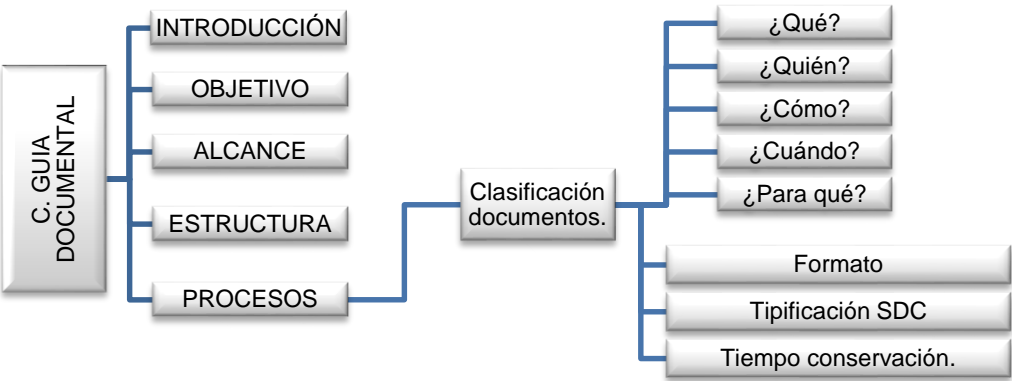 C. GUIA
DOCUMENTAL
INTRODUCCIÓN
OBJETIVO
ALCANCE
ESTRUCTURA
PROCESOS
Clasificación
documentos.
¿Qué?
¿Quién?
¿Cómo?
¿Cuándo?
¿Para qué?
Formato
Tipificación SDC
Tiempo conservación.